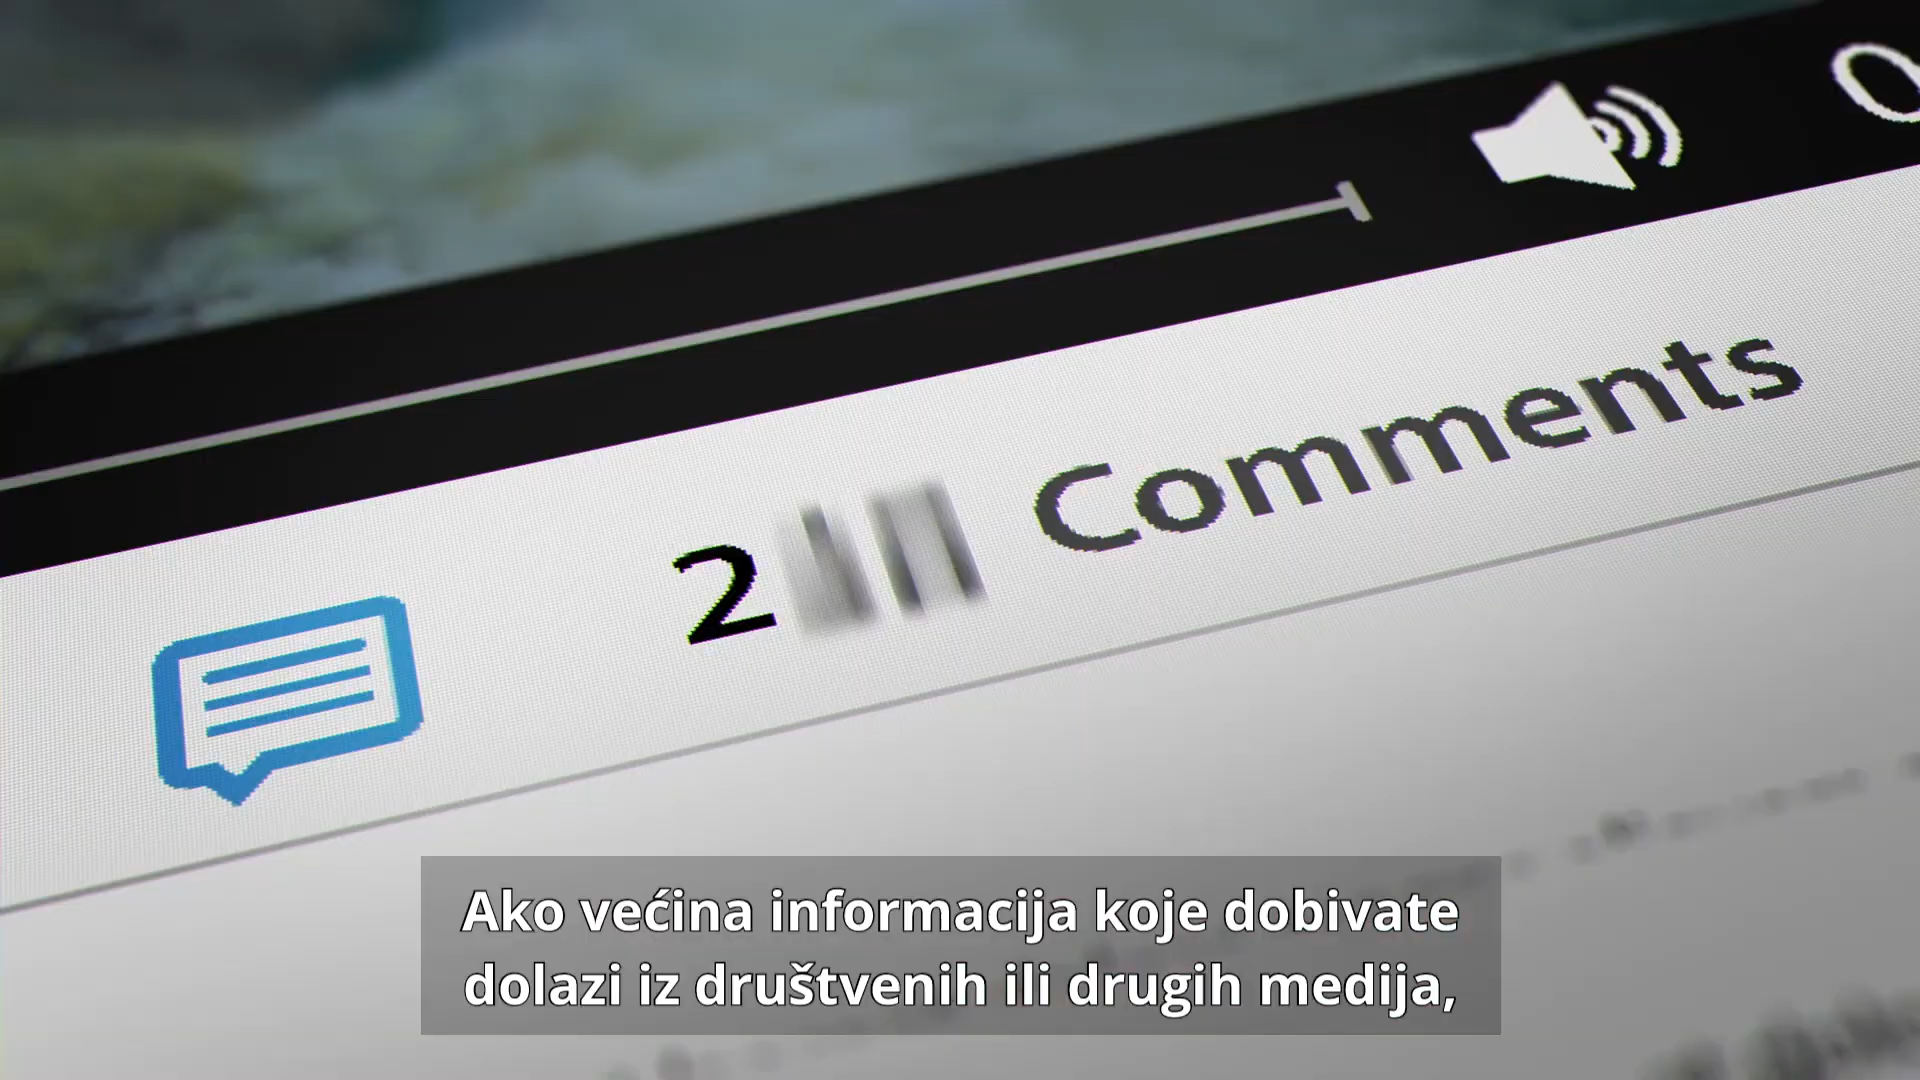 2 Comments
Ako većina informacija koje dobivate
dolazi iz društvenih ili drugih medija,